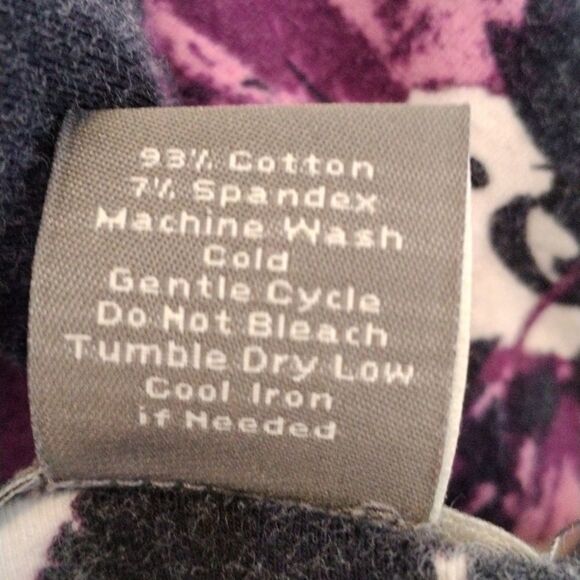 93% Cotton
7% Spandex
Machine Wash
Cold
Gentle Cycle
Do Not Bleach
Tumble Dry Low
Cool Iron
if Needed